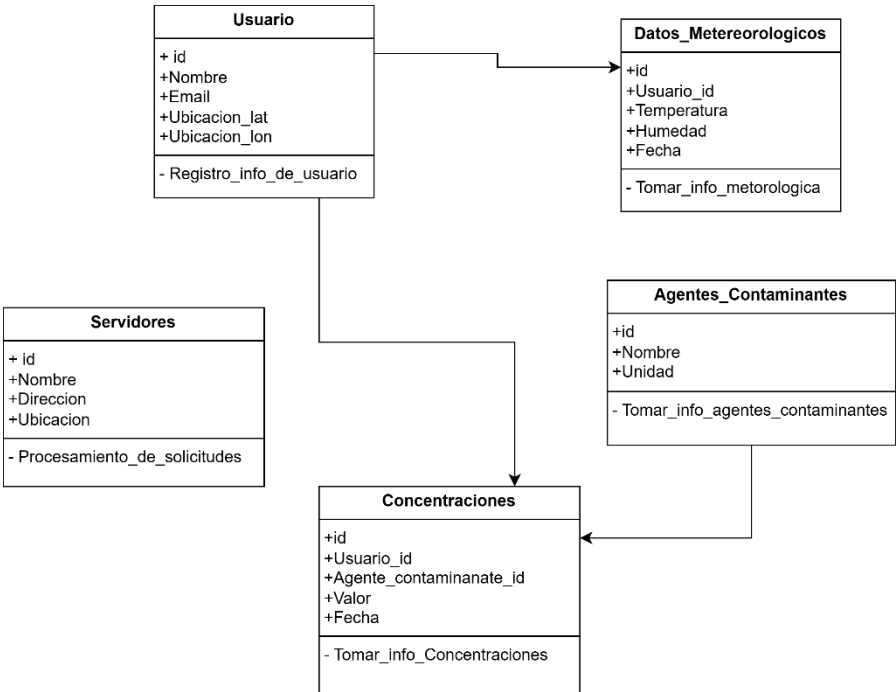 Usuario
+ id
+Nombre
+Email
+Ubicacion_lat
+Ubicacion_lon
- Registro_info_de_usuario
Datos_Metereorologicos
+id
+Usuario_id
+Temperatura
+Humedad
+Fecha
- Tomar_info_metorologica
Servidores
+ id
+Nombre
+Direccion
+Ubicacion
- Procesamiento_de_solicitudes
Agentes_Contaminantes
+id
+Nombre
+Unidad
- Tomar_info_agentes_contaminantes
Concentraciones
+id
+Usuario_id
+Agente_contaminanate_id
+Valor
+Fecha
- Tomar_info_Concentraciones